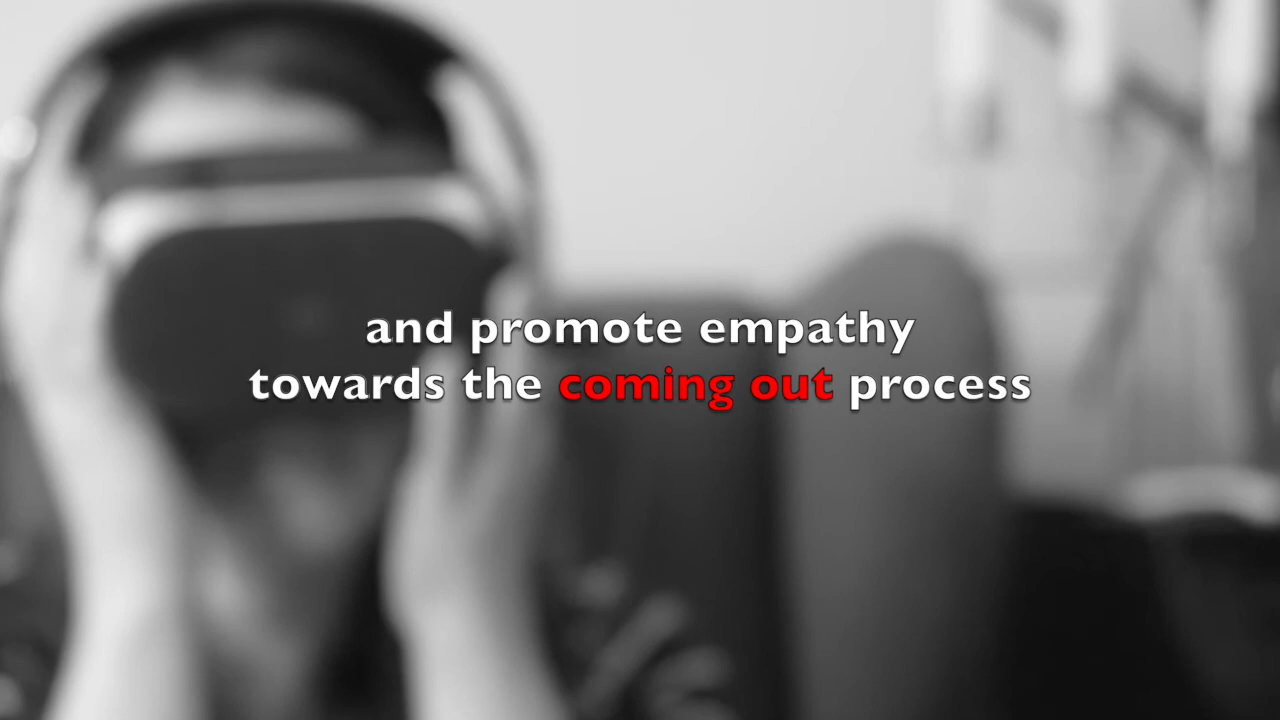 and promote empathy
towards the coming out process